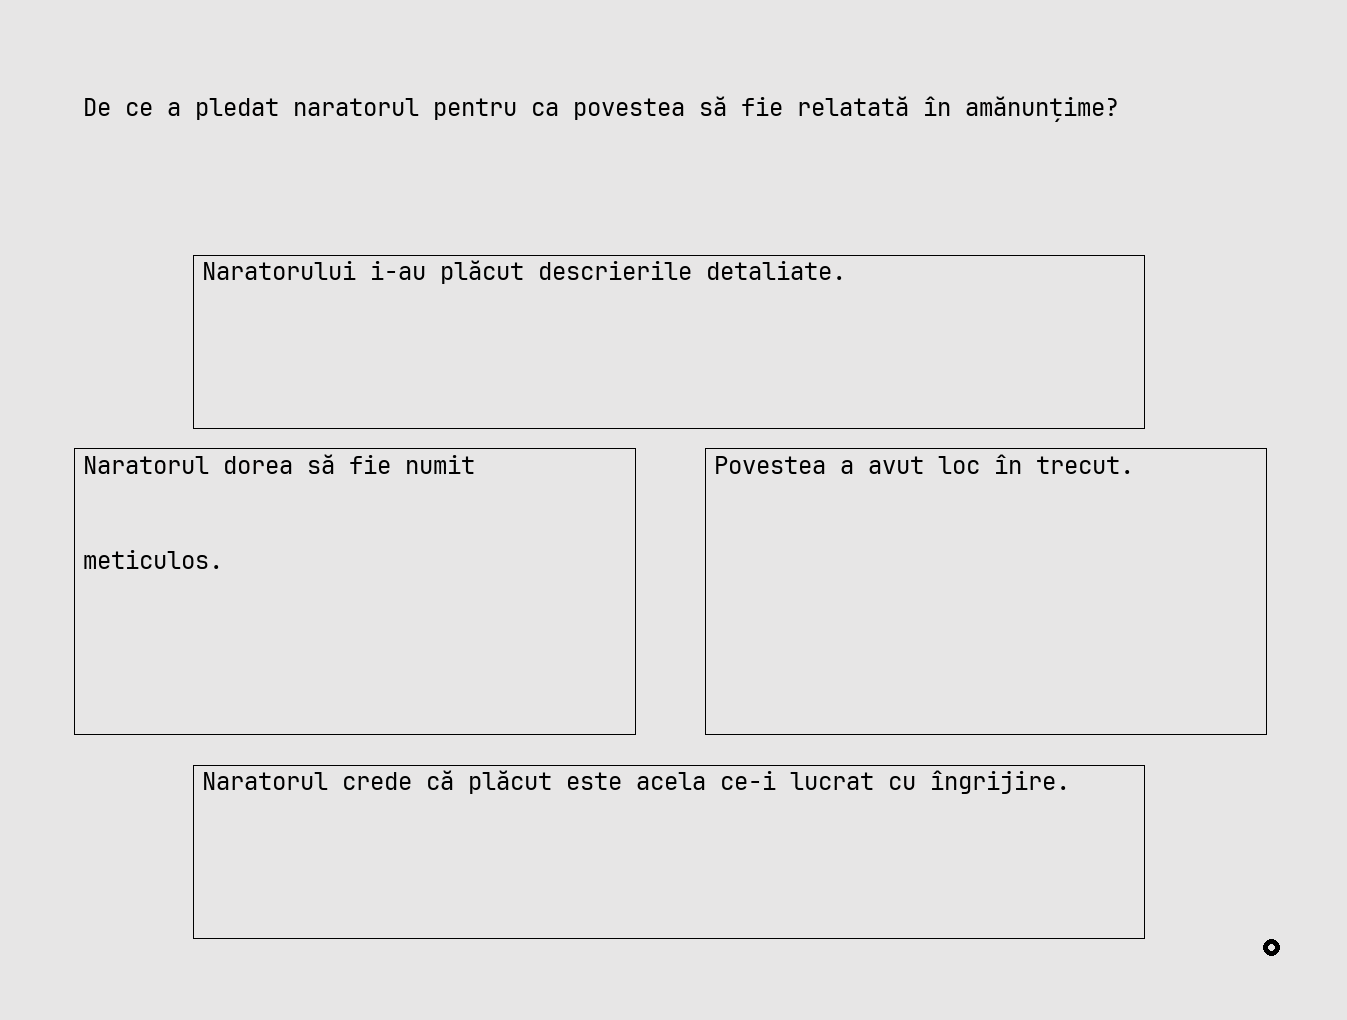 De ce a pledat naratorul pentru ca povestea să fie relatată în amănunțime?
Naratorului i-au plăcut descrierile detaliate.
Naratorul dorea să fie numit
meticulos.
Povestea a avut loc în trecut.
Naratorul crede că plăcut este acela ce-i lucrat cu îngrijire.